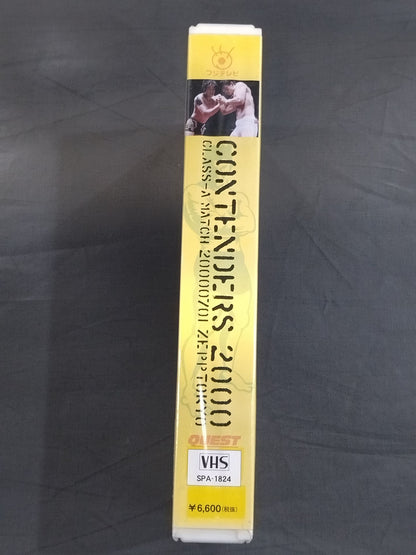 フジテレビ
CONTENDERS 2000
CLASS-A MATCH 20000701 ZEPP TOKYO
QUEST
VHS
SPA-1824
¥6,600(税抜)